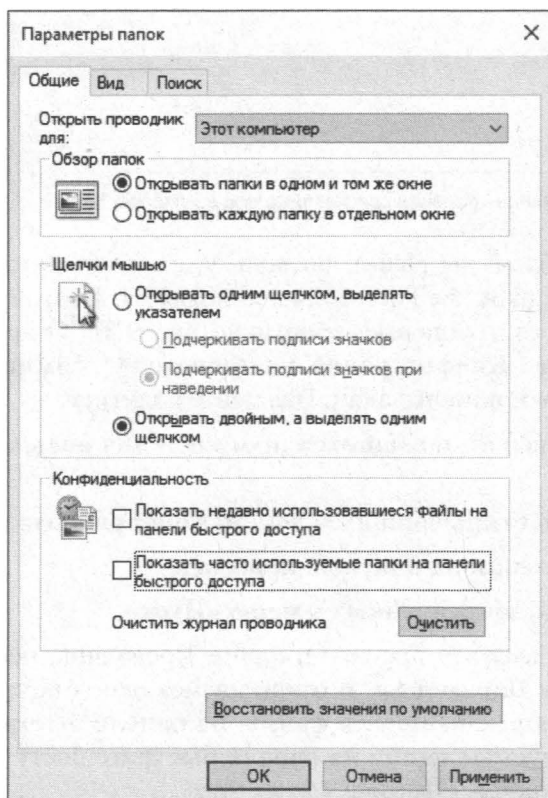 Параметры папок
Общие Вид Поиск
Открыть проводник
для:
Этот компьютер
Обзор папок
Открывать папки в одном и том же окне
Открывать каждую папку в отдельном окне
Щелчки мышью
Открывать одним щелчком, выделять
указателем
Подчеркивать подписи значков
Подчеркивать подписи значков при
наведении
Открывать двойным, а выделять одним
щелчком
Конфиденциальность
Показать недавно использовавшиеся файлы на
панели быстрого доступа
Показать часто используемые папки на панели
быстрого доступа
Очистить журнал проводника
Очистить
Восстановить значения по умолчанию
OK Отмена Применить